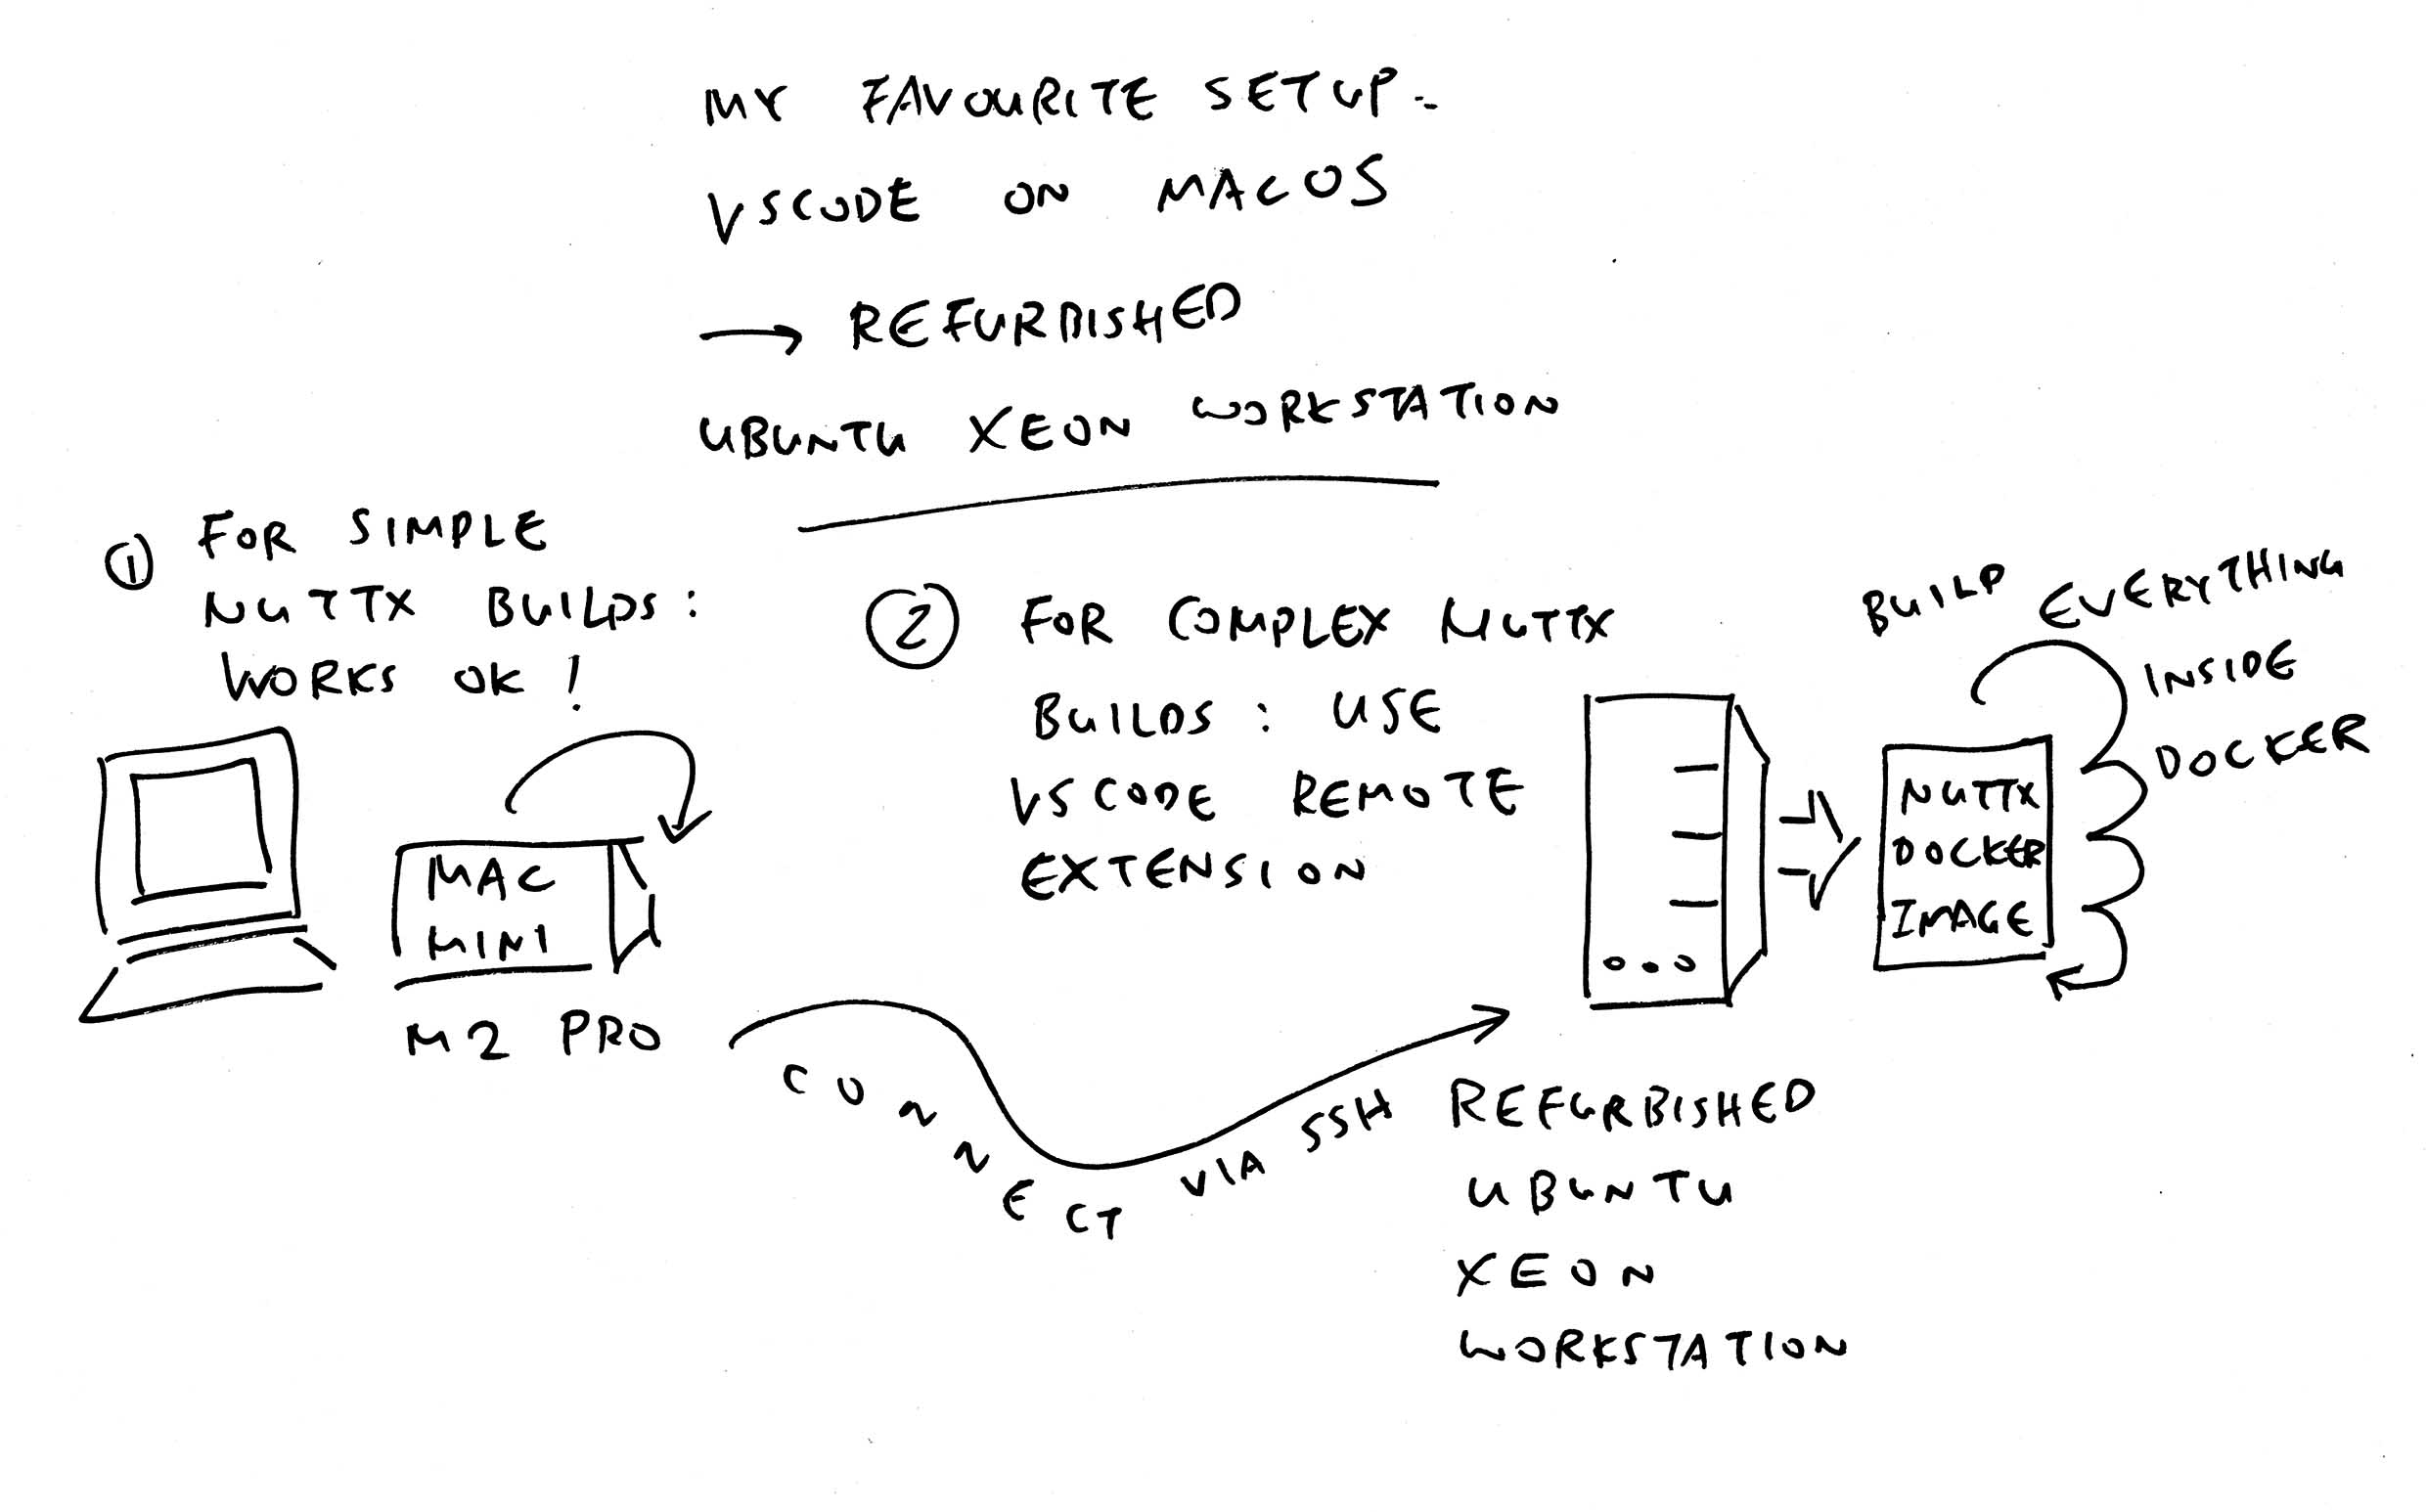 MY FAVOURITE SETUP -
VSCODE ON MACOS
→ REFURBISHED
UBUNTU XEON WORKSTATION
① FOR SIMPLE
NUTTX BUILDS:
WORKS OK!
MAC
MINI
M2 PRO
② FOR COMPLEX NUTTX
BUILDS: USE
VSCODE REMOTE
EXTENSION
CONNECT VIA SSH
REFURBISHED
UBUNTU
XEON
WORKSTATION
BUILD EVERYTHING
INSIDE
DOCKER
NUTTX
DOCKER
IMAGE